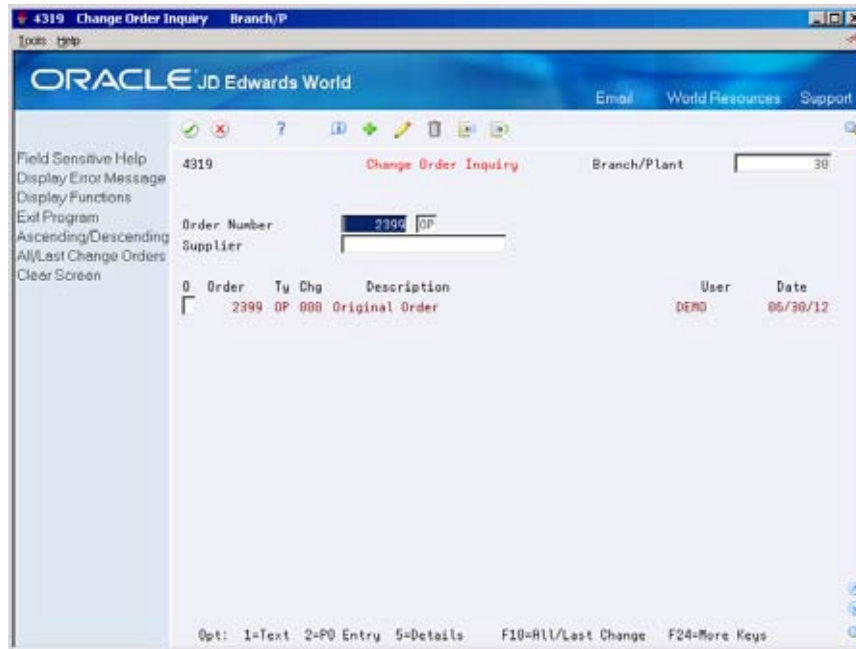 4319 Change Order Inquiry Branch/P
Tools Help
ORACLE JD Edwards World
Email World Resources Support
Field Sensitive Help
Display Error Message
Display Functions
Exit Program
Ascending/Descending
All/Last Change Orders
Clear Screen
4319 Change Order Inquiry Branch/Plant 30
Order Number 2399 OP
Supplier
O Order Ty Chg Description User Date
2399 OP 000 Original Order DEMO 06/30/12
Opt: 1=Text 2=PO Entry 5=Details F10=All/Last Change F24=More Keys